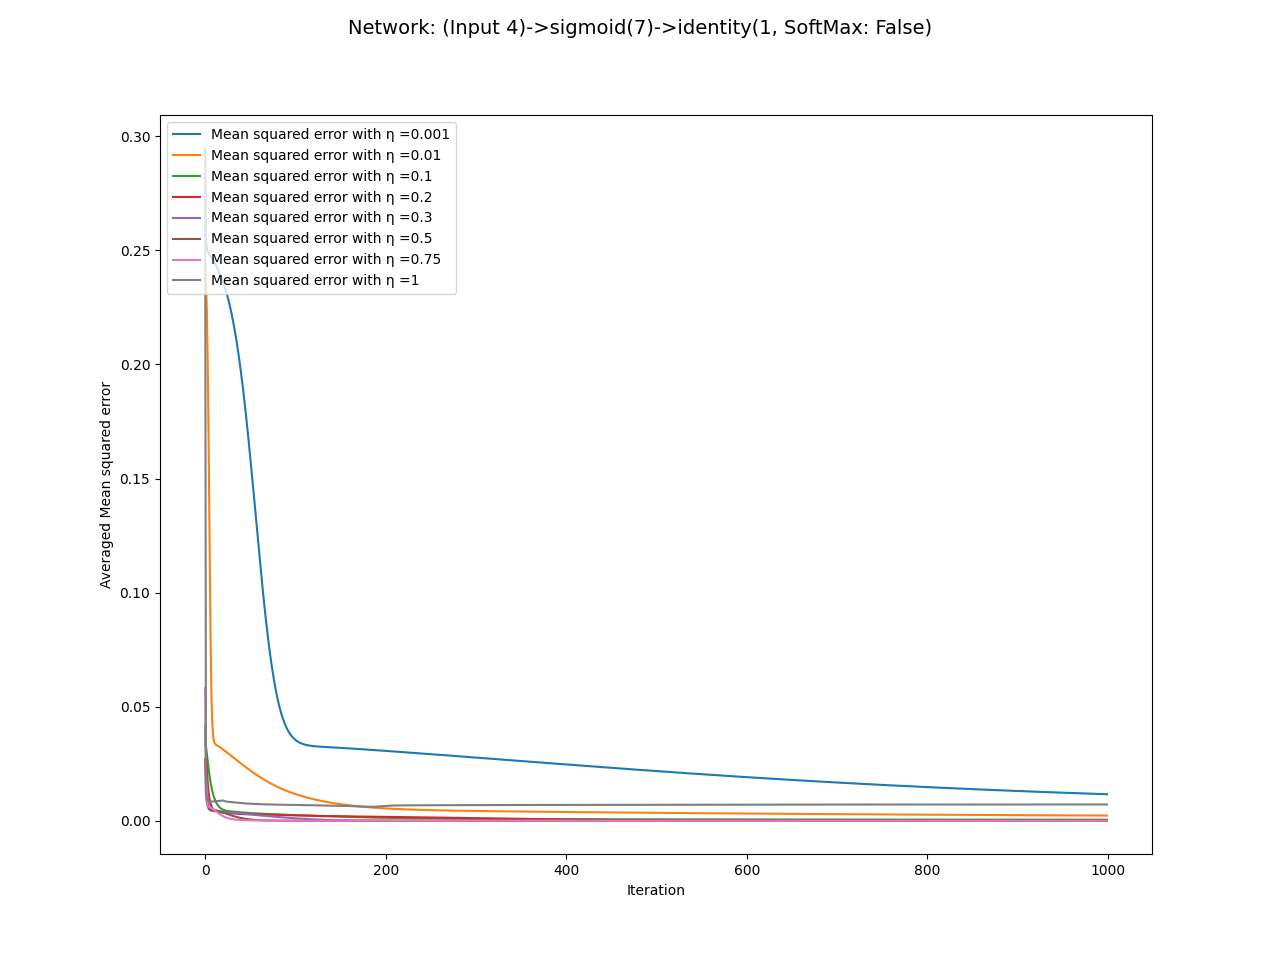 Network: (Input 4)->sigmoid(7)->identity(1, SoftMax: False)
Mean squared error with η =0.001
Mean squared error with η =0.01
Mean squared error with η =0.1
Mean squared error with η =0.2
Mean squared error with η =0.3
Mean squared error with η =0.5
Mean squared error with η =0.75
Mean squared error with η =1
0.30
0.25
0.20
0.15
0.10
0.05
0.00
Averaged Mean squared error
0 200 400 600 800 1000
Iteration